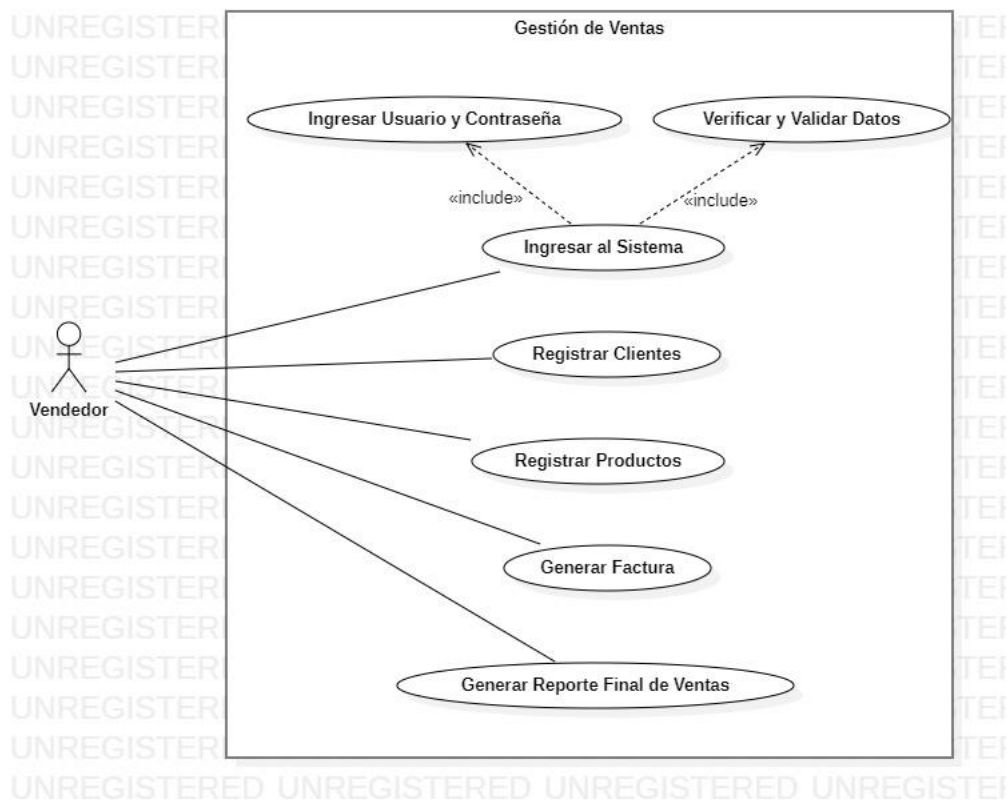 Gestión de Ventas
Ingresar Usuario y Contraseña
Verificar y Validar Datos
«include»
«include»
Ingresar al Sistema
Registrar Clientes
Vendedor
Registrar Productos
Generar Factura
Generar Reporte Final de Ventas
UNREGISTERED UNREGISTERED UNREGISTERED UNREGISTERED